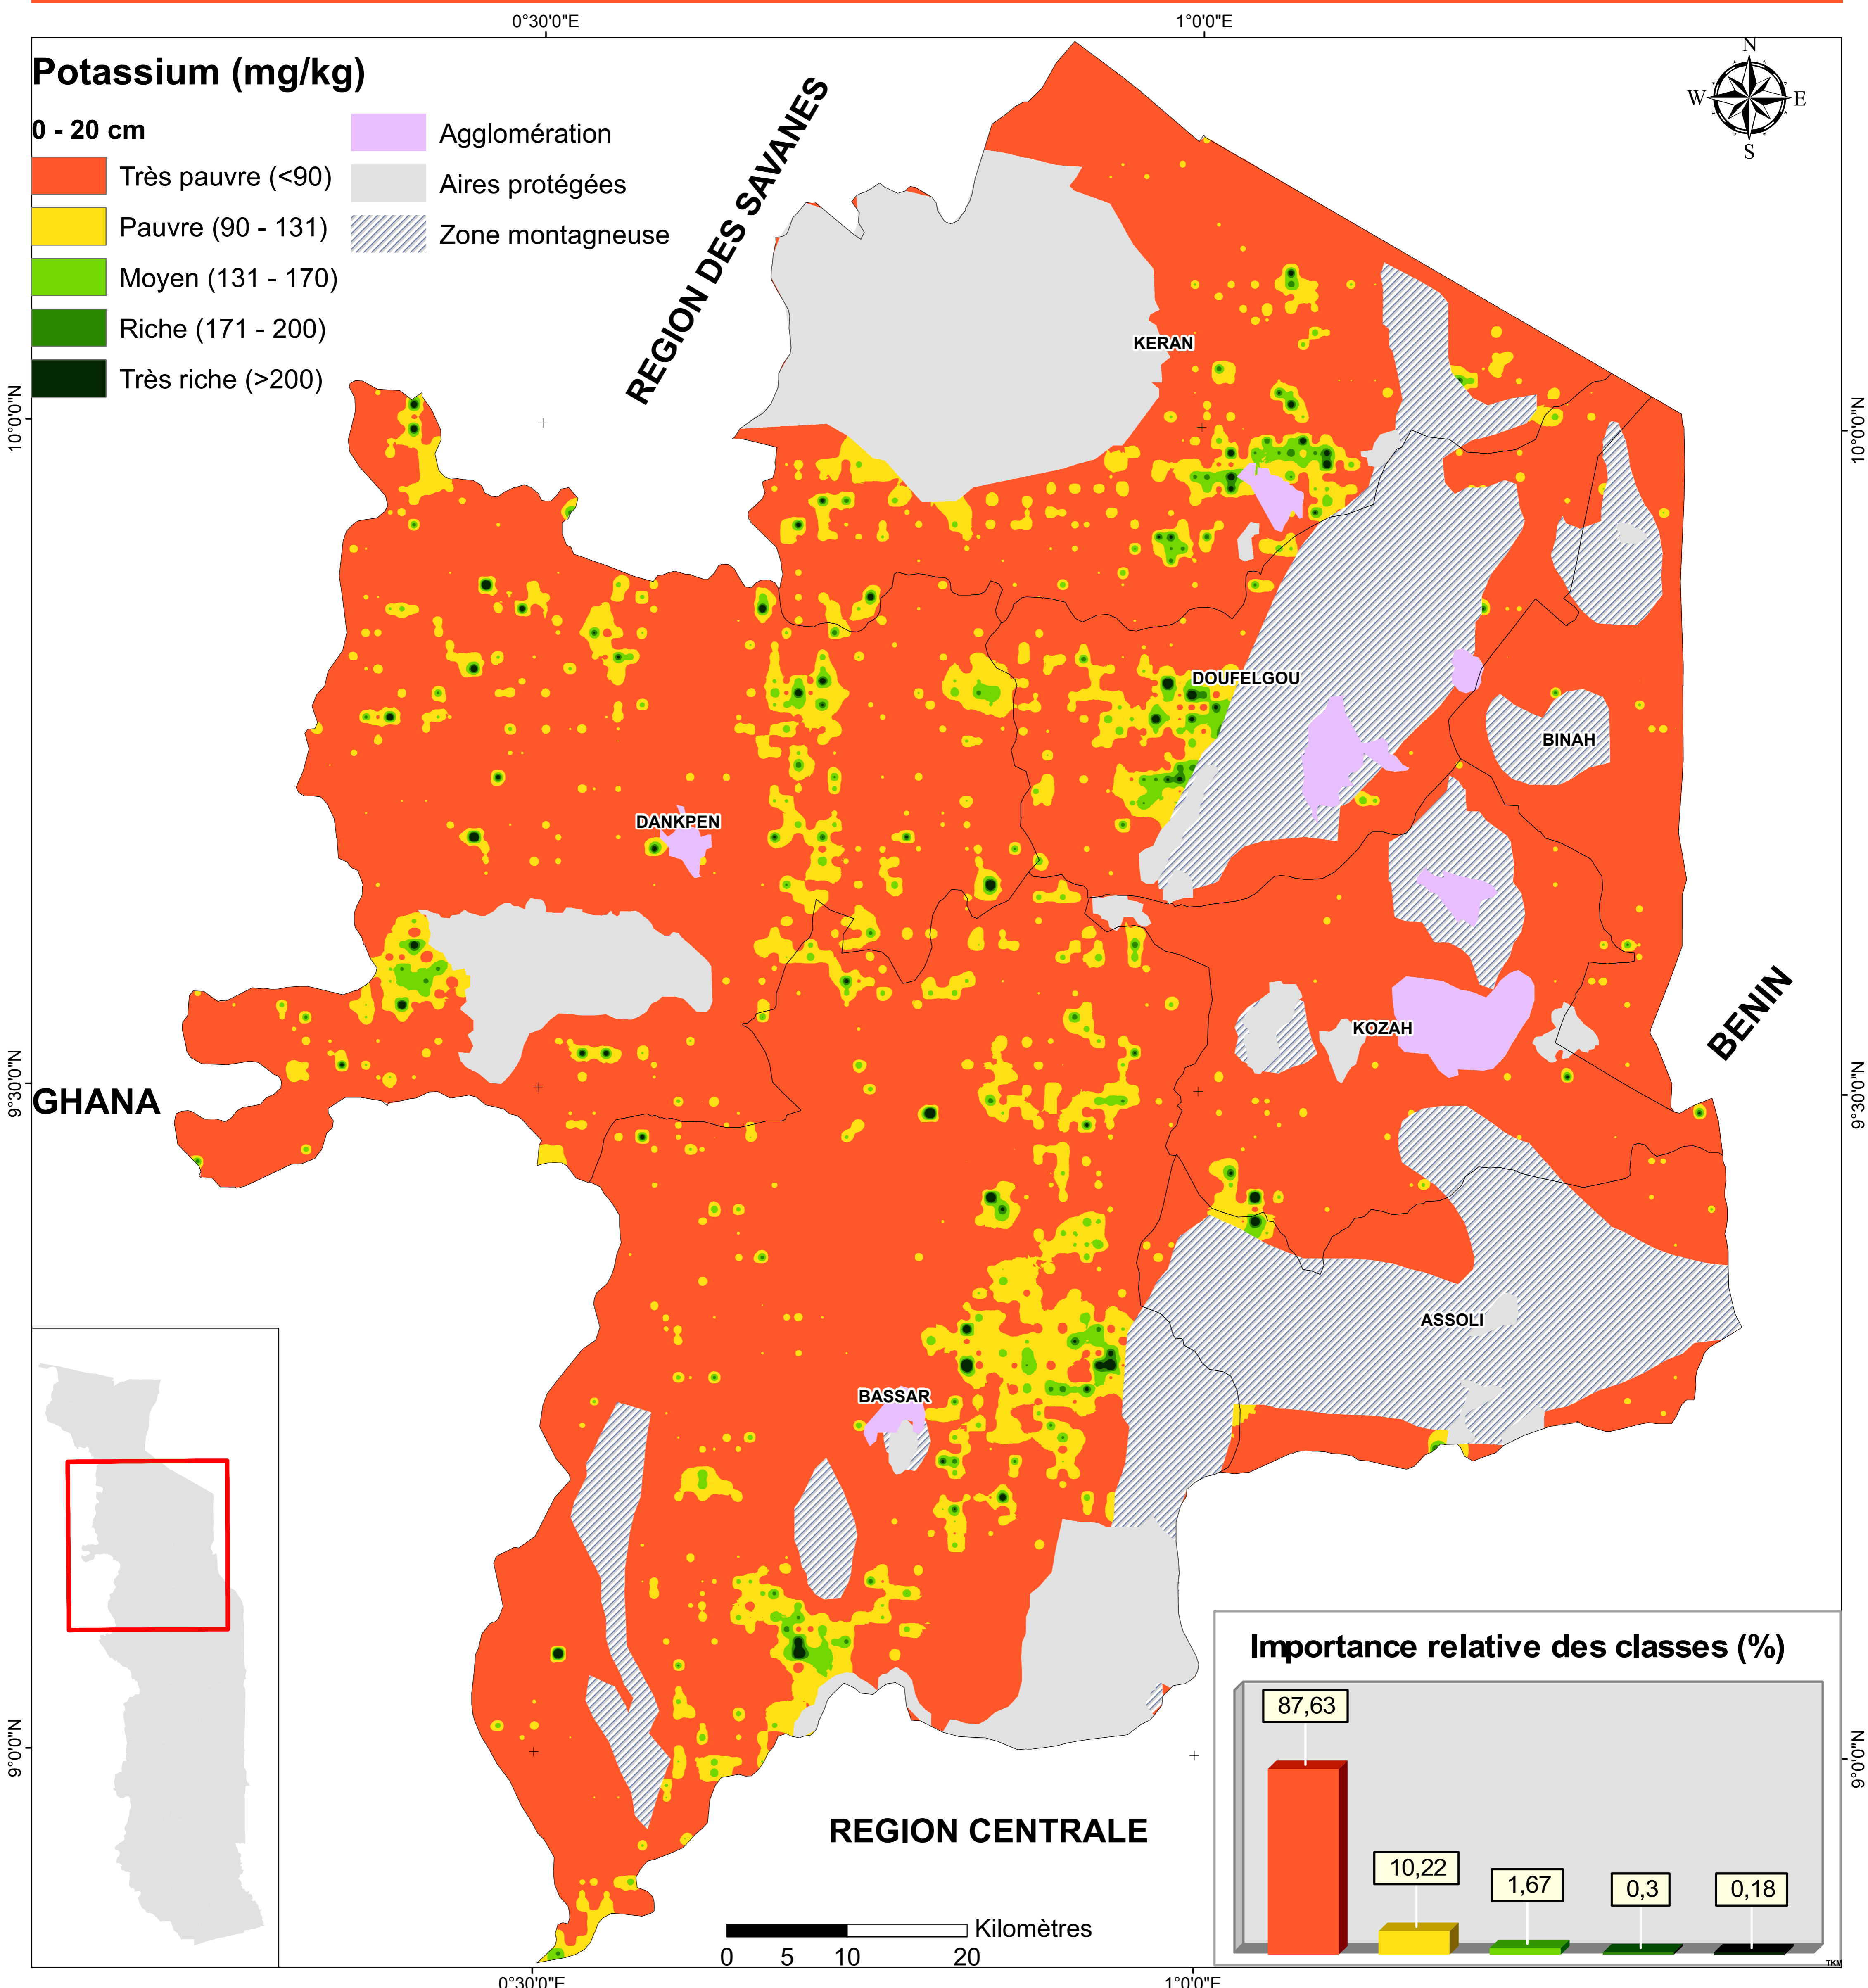 0°30'0"E
1°0'0"E
Potassium (mg/kg)
0 - 20 cm
Très pauvre (<90)
Pauvre (90 - 131)
Moyen (131 - 170)
Riche (171 - 200)
Très riche (>200)
Agglomération
Aires protégées
Zone montagneuse
REGION DES SAVANES
N
W
E
S
KERAN
10°0'0"N
10°0'0"N
DOUFELGOU
BINAH
DANKPEN
KOZAH
BENIN
9°30'0"N
GHANA
9°30'0"N
ASSOLI
BASSAR
9°0'0"N
9°0'0"N
REGION CENTRALE
Kilomètres
0 5 10 20
Importance relative des classes (%)
87,63
10,22
1,67
0,3
0,18
TKM
0°30'0"E
1°0'0"E